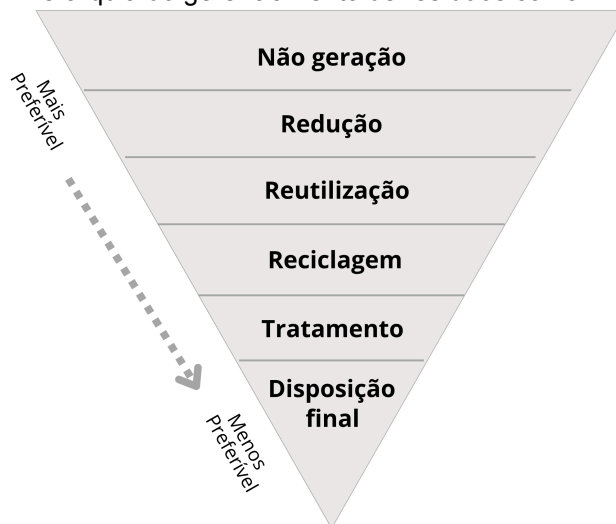 Não geração
Mais
Preferível
Redução
Reutilização
Reciclagem
Tratamento
Disposição
final
Menos
Preferível